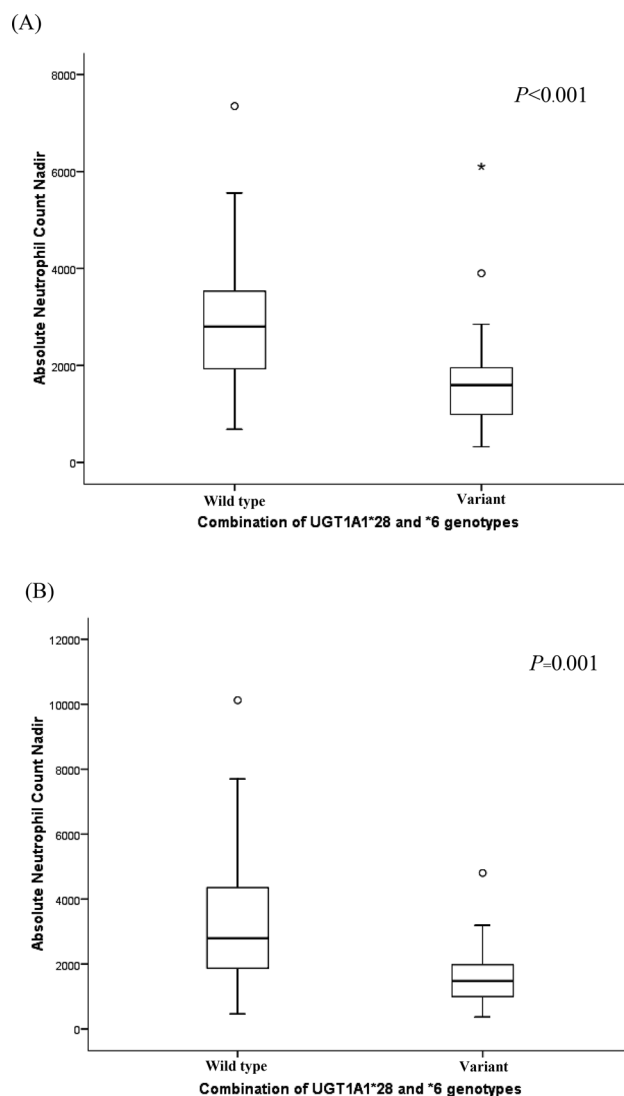 (A)
8000
P<0.001
6000
*
4000
2000
0
Absolute Neutrophil Count Nadir
Wild type
Variant
Combination of UGT1A1*28 and *6 genotypes
(B)
12000
P=0.001
10000
8000
6000
4000
2000
0
Absolute Neutrophil Count Nadir
Wild type
Variant
Combination of UGT1A1*28 and *6 genotypes